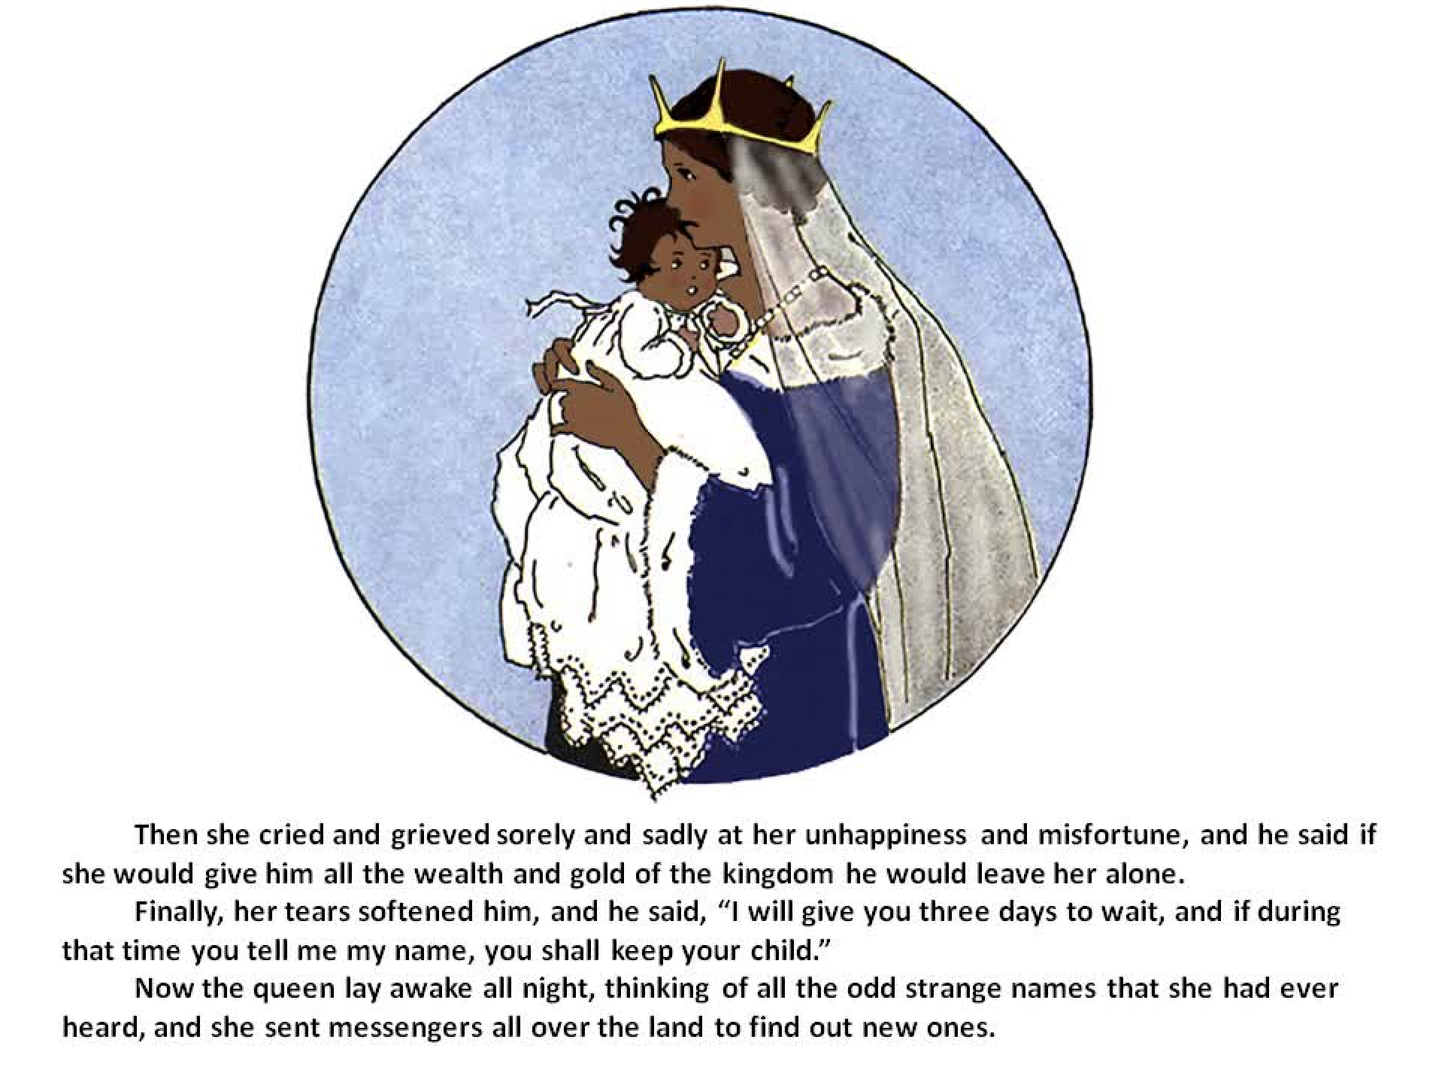 Then she cried and grieved sorely and sadly at her unhappiness and misfortune, and he said if
she would give him all the wealth and gold of the kingdom he would leave her alone.
Finally, her tears softened him, and he said, “I will give you three days to wait, and if during
that time you tell me my name, you shall keep your child.”
Now the queen lay awake all night, thinking of all the odd strange names that she had ever
heard, and she sent messengers all over the land to find out new ones.